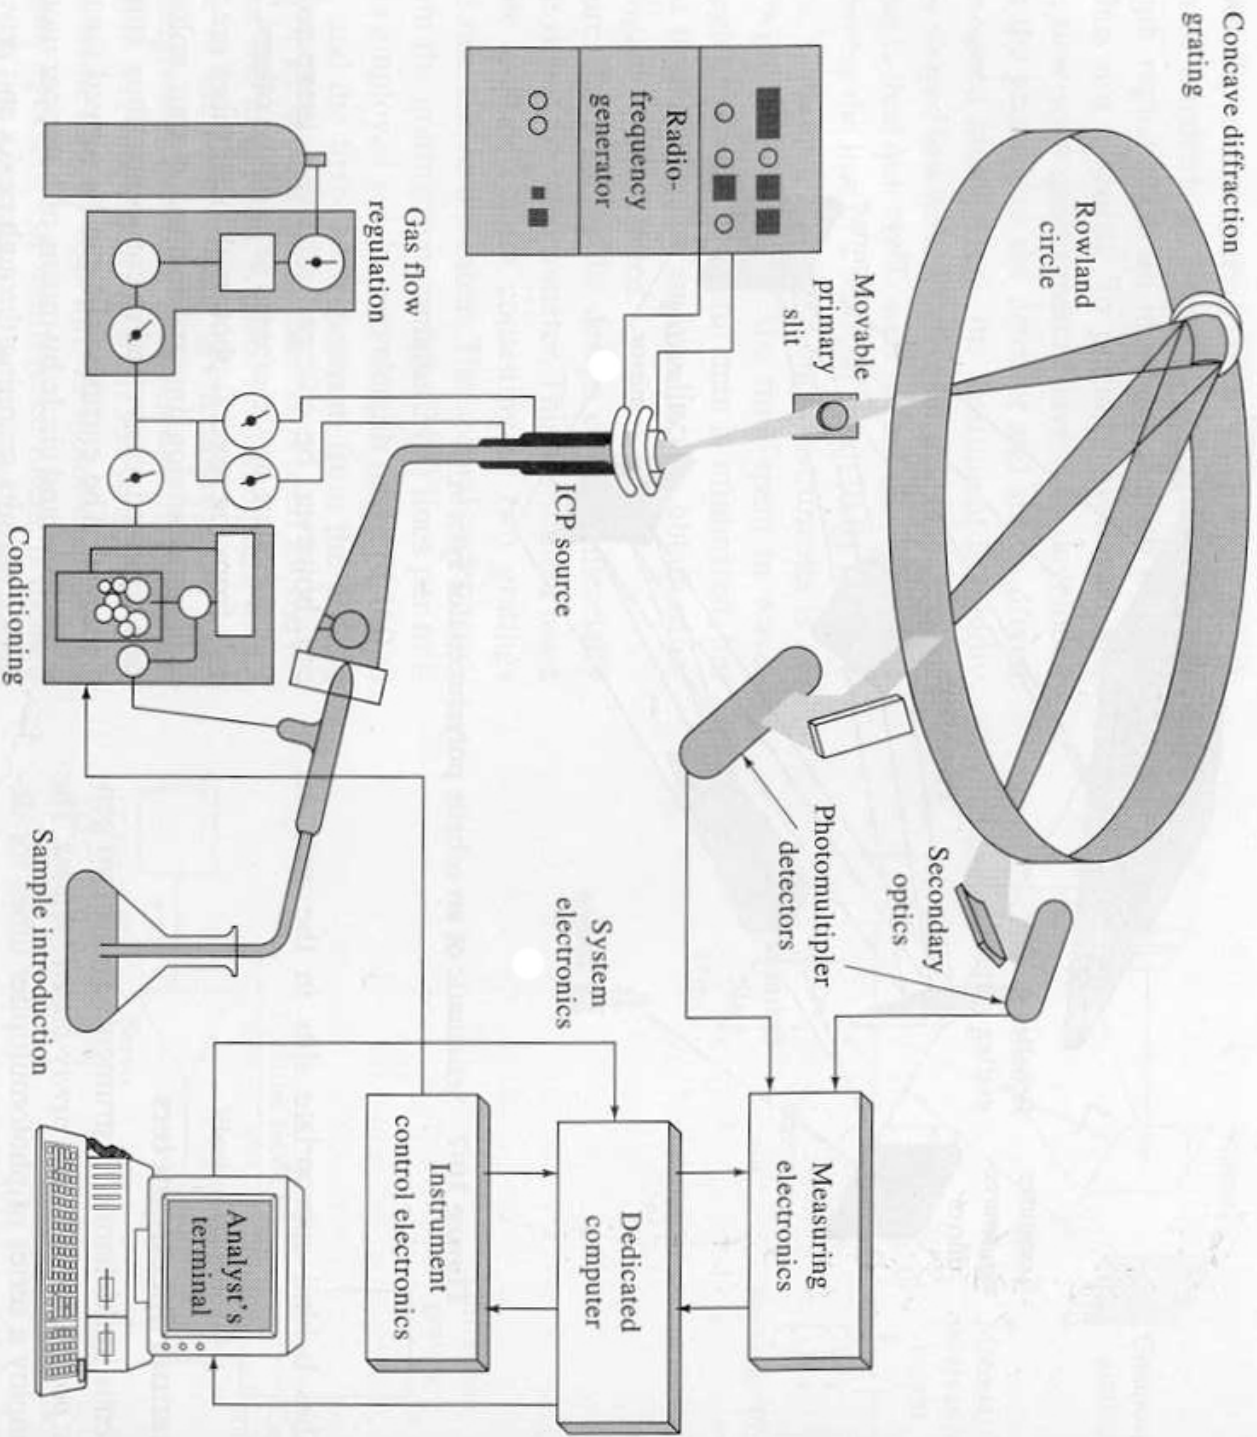 Concave diffraction
grating
Rowland
circle
Radio-
frequency
generator
Movable
primary
slit
Gas flow
regulation
ICP source
Photomultipler
detectors
Secondary
optics
System
electronics
Measuring
electronics
Dedicated
computer
Instrument
control electronics
Analyst's
terminal
Conditioning
Sample introduction